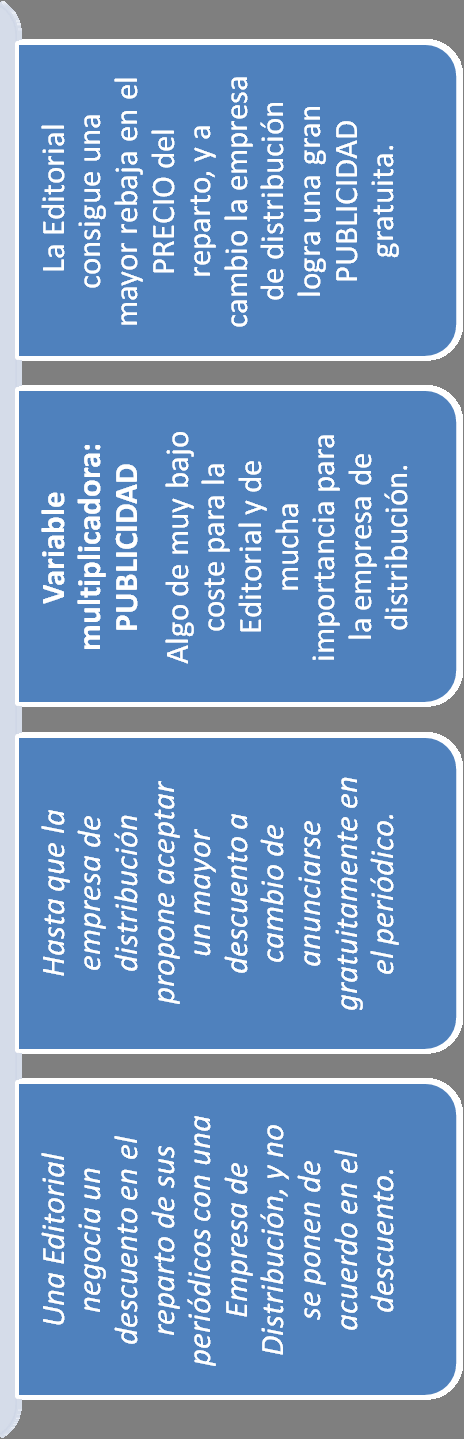 Una Editorial
negocia un
descuento en el
reparto de sus
periódicos con una
Empresa de
Distribución, y no
se ponen de
acuerdo en el
descuento.
Hasta que la
empresa de
distribución
propone aceptar
un mayor
descuento a
cambio de
anunciarse
gratuitamente en
el periódico.
Variable
multiplicadora:
PUBLICIDAD
Algo de muy bajo
coste para la
Editorial y de
mucha
importancia para
la empresa de
distribución.
La Editorial
consigue una
mayor rebaja en el
PRECIO del
reparto, y a
cambio la empresa
de distribución
logra una gran
PUBLICIDAD
gratuita.